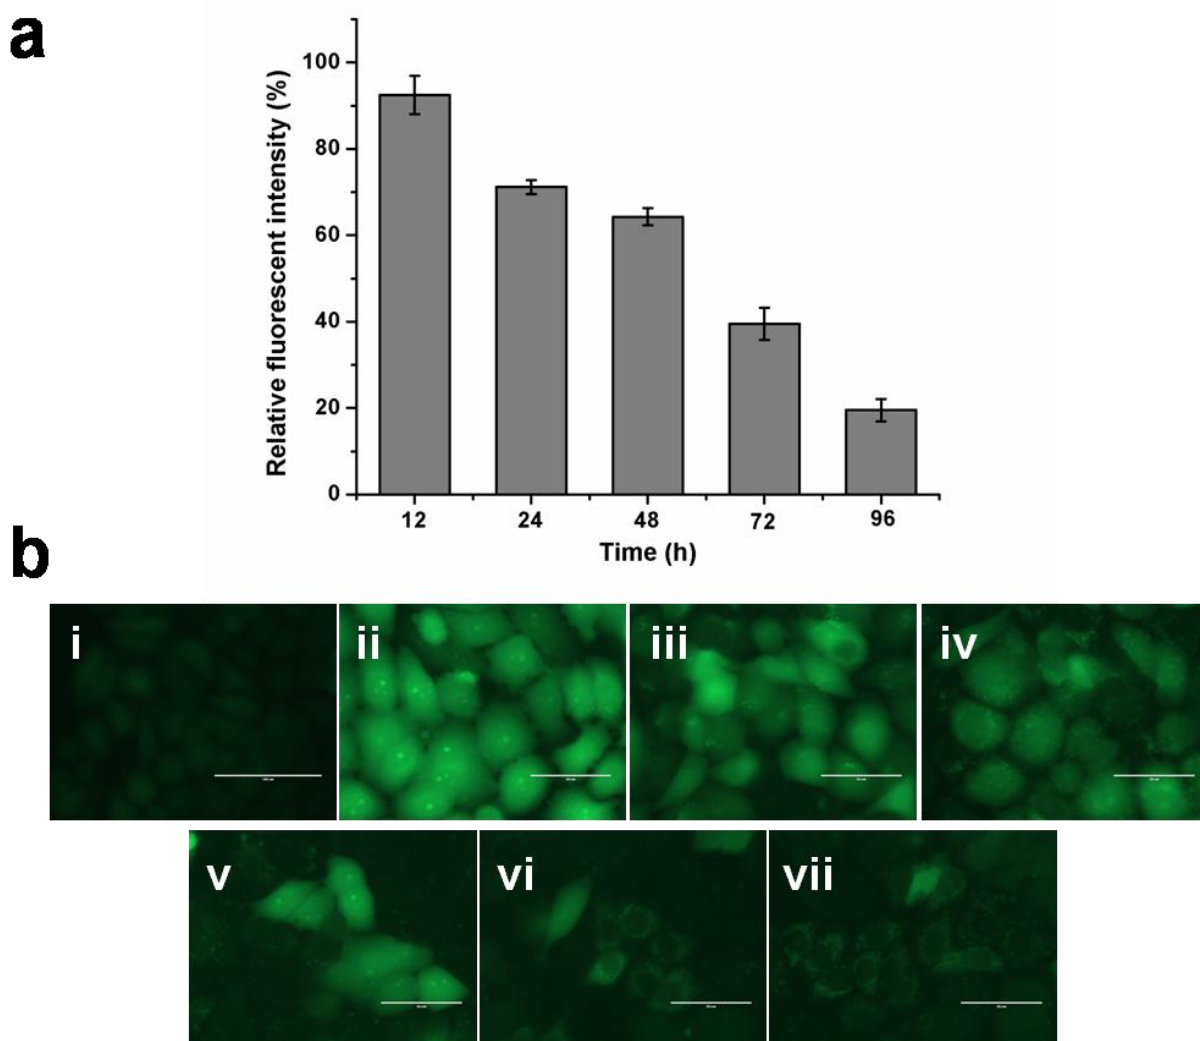 a
Relative fluorescent intensity (%)
100
80
60
40
20
0
12 24 48 72 96
Time (h)
b
i ii iii iv
v vi vii